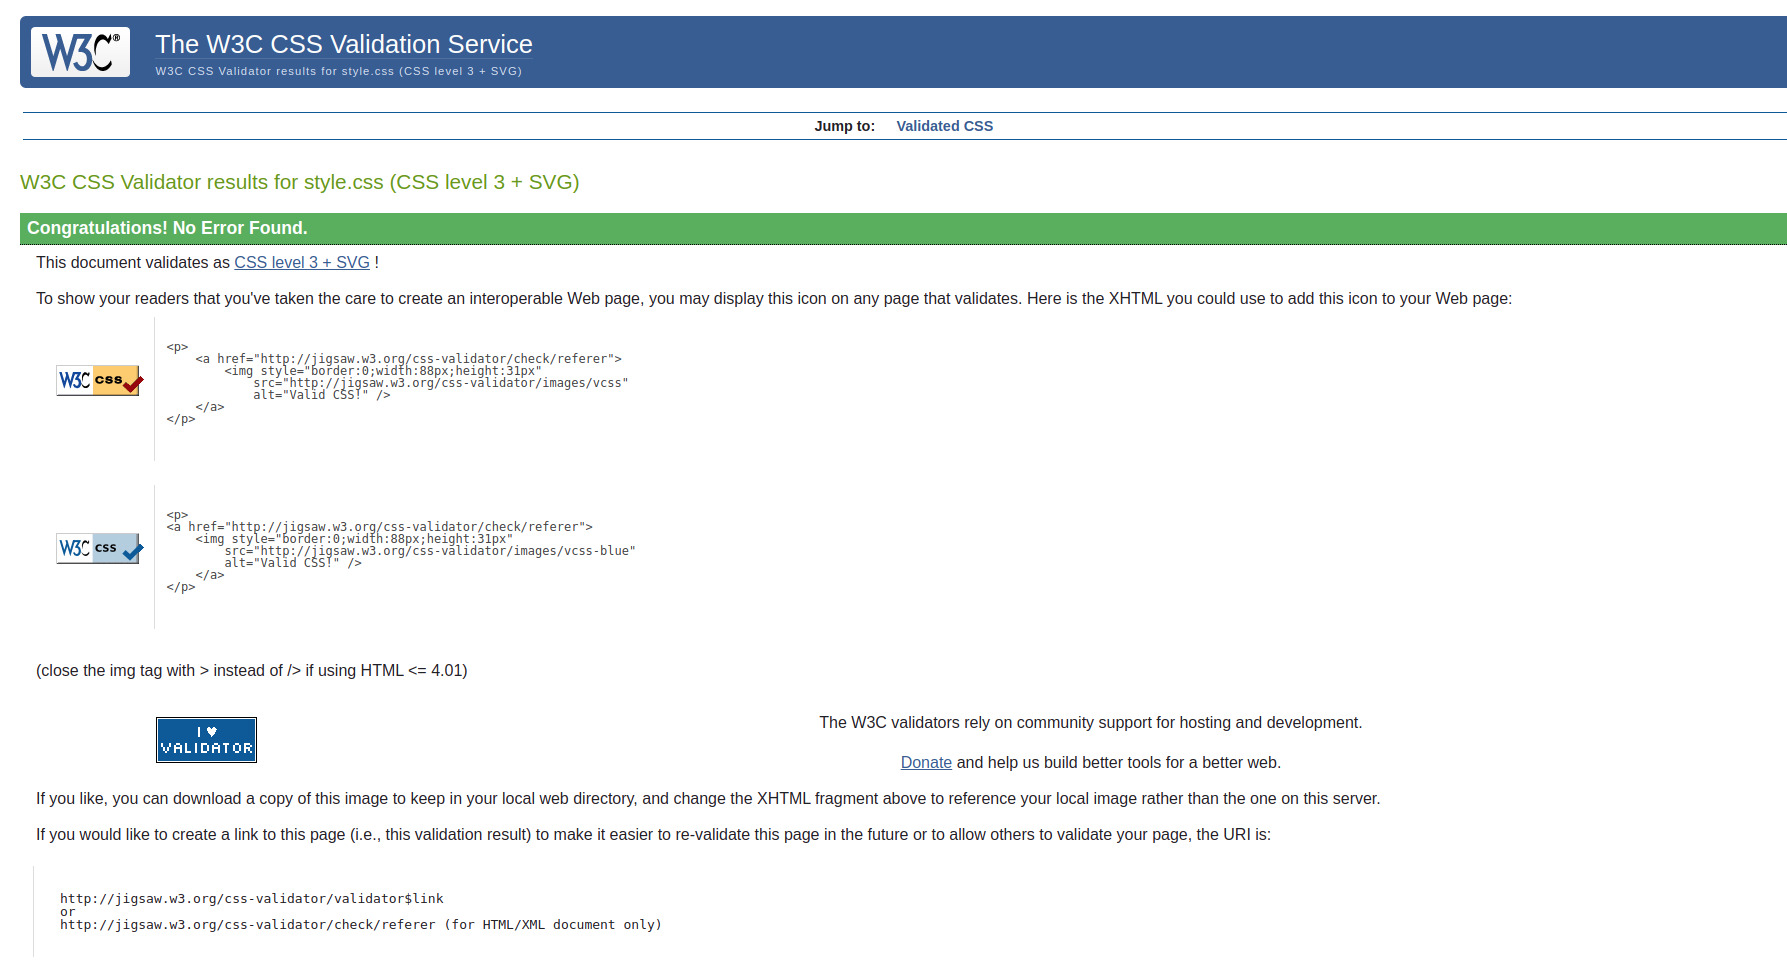 W3C®
The W3C CSS Validation Service
W3C CSS Validator results for style.css (CSS level 3 + SVG)
Jump to: Validated CSS
W3C CSS Validator results for style.css (CSS level 3 + SVG)
Congratulations! No Error Found.
This document validates as CSS level 3 + SVG !
To show your readers that you've taken the care to create an interoperable Web page, you may display this icon on any page that validates. Here is the XHTML you could use to add this icon to your Web page:
W3C css
<p>
    <a href="http://jigsaw.w3.org/css-validator/check/referer">
        <img style="border:0;width:88px;height:31px"
            src="http://jigsaw.w3.org/css-validator/images/vcss"
            alt="Valid CSS!" />
    </a>
</p>
W3C css
<p>
<a href="http://jigsaw.w3.org/css-validator/check/referer">
    <img style="border:0;width:88px;height:31px"
        src="http://jigsaw.w3.org/css-validator/images/vcss-blue"
        alt="Valid CSS!" />
    </a>
</p>
(close the img tag with > instead of /> if using HTML <= 4.01)
I ♥
VALIDATOR
The W3C validators rely on community support for hosting and development.
Donate and help us build better tools for a better web.
If you like, you can download a copy of this image to keep in your local web directory, and change the XHTML fragment above to reference your local image rather than the one on this server.
If you would like to create a link to this page (i.e., this validation result) to make it easier to re-validate this page in the future or to allow others to validate your page, the URI is:
http://jigsaw.w3.org/css-validator/validator$link
or
http://jigsaw.w3.org/css-validator/check/referer (for HTML/XML document only)